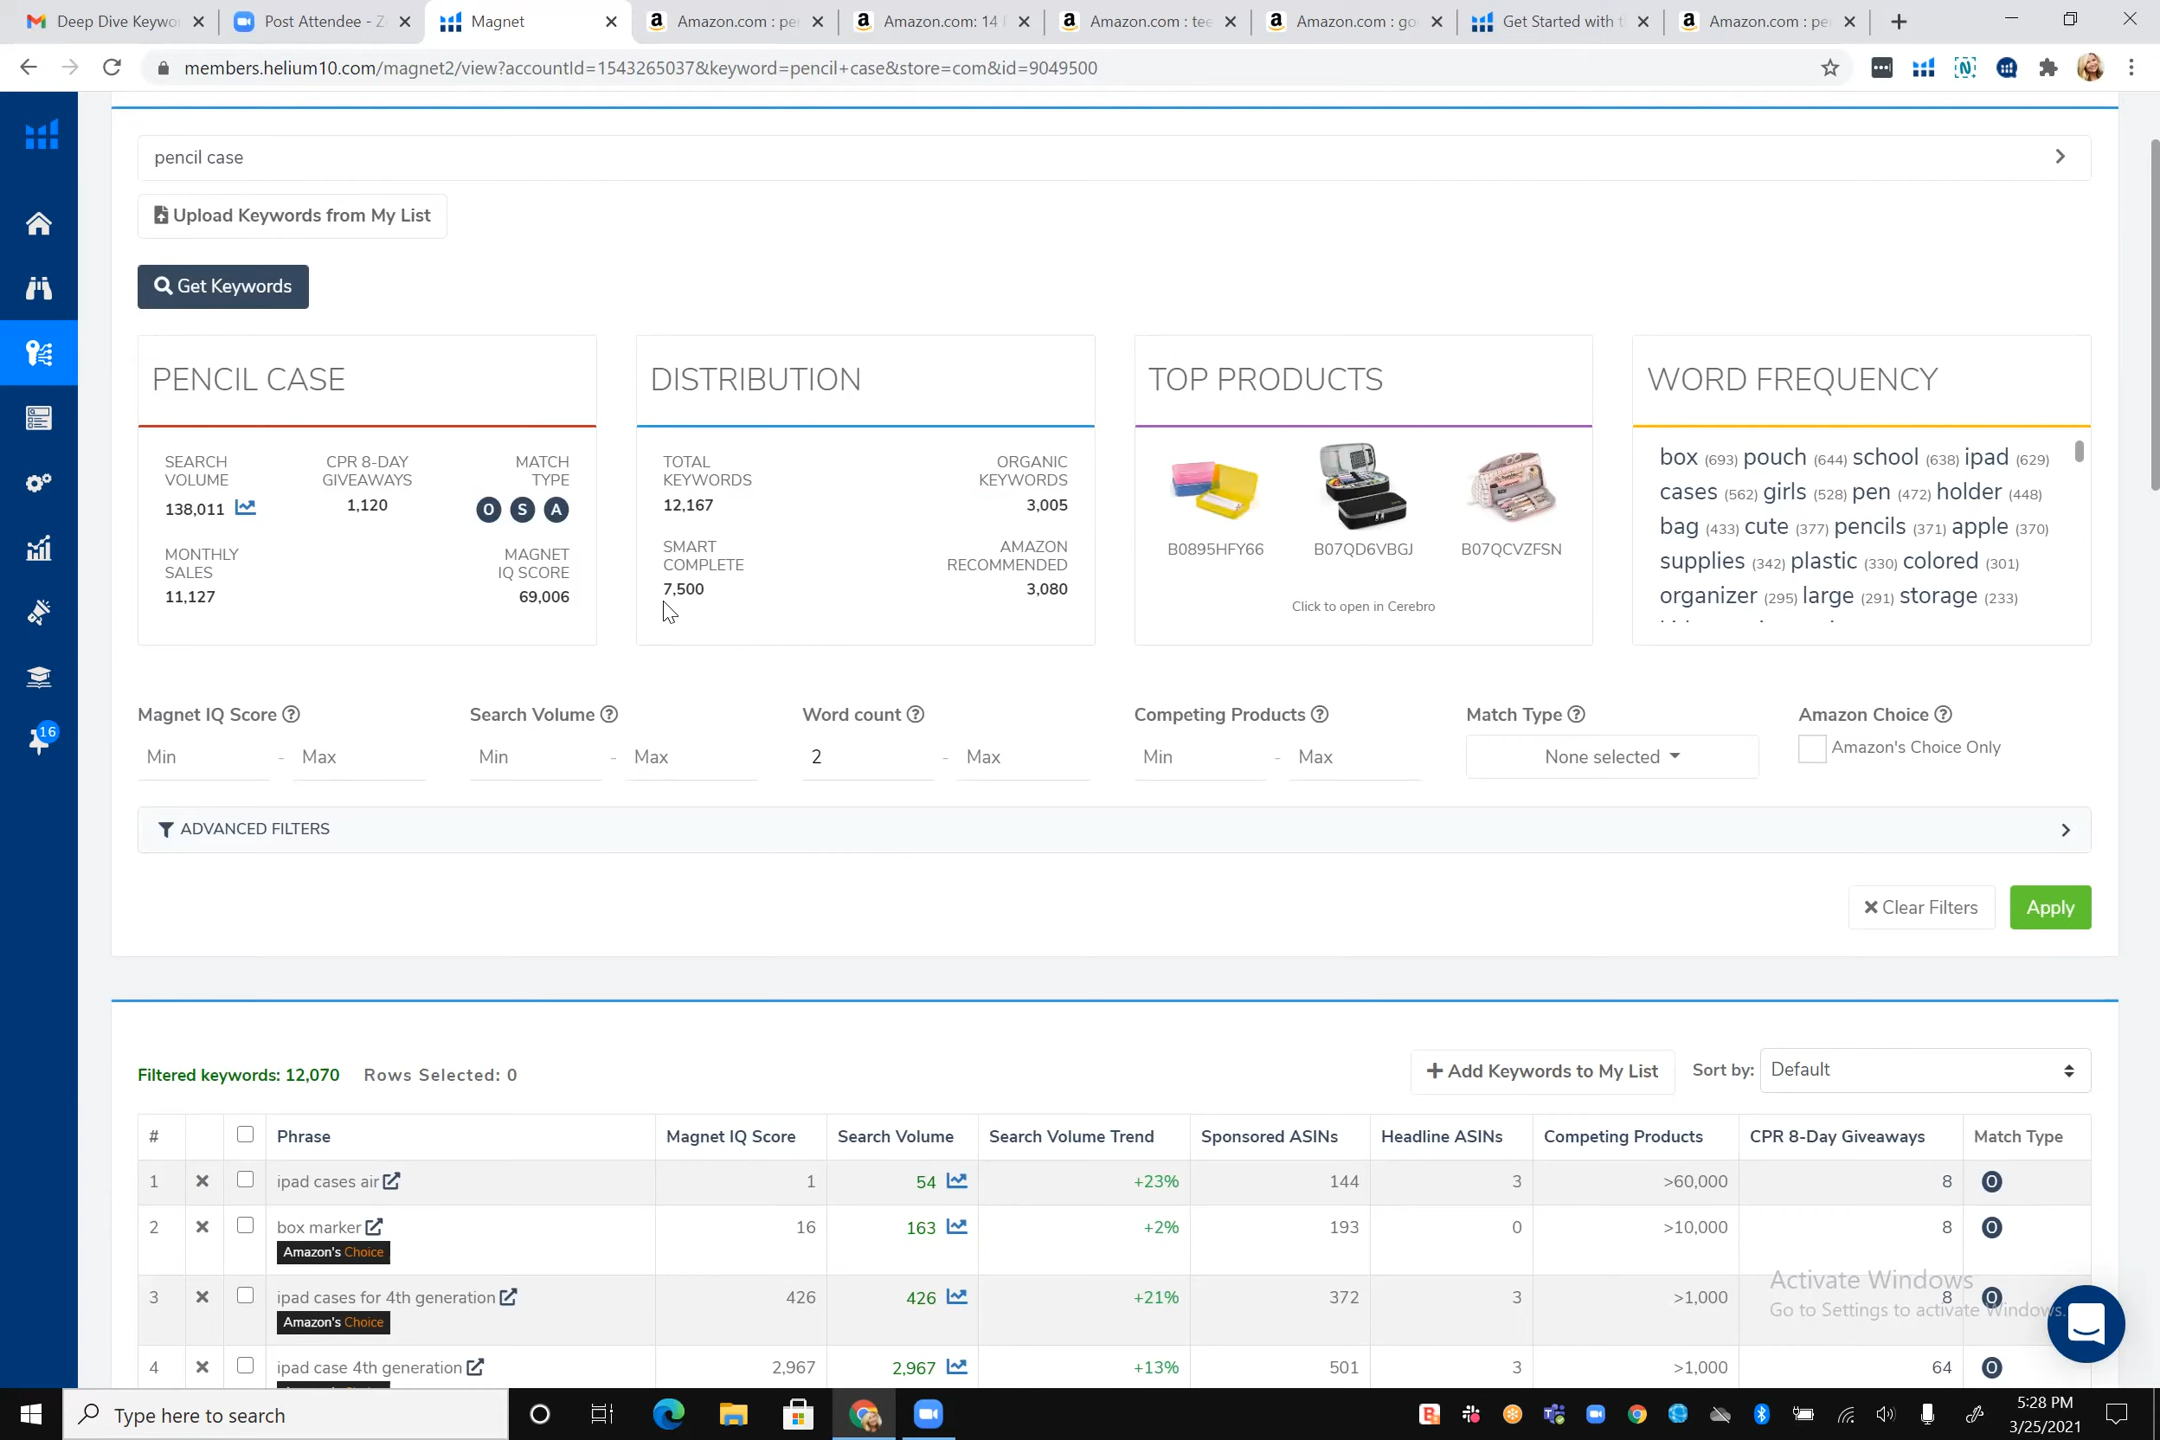 Deep Dive Keywo
Post Attendee - Z
Magnet
Amazon.com : pe
Amazon.com: 14
Amazon.com : tee
Amazon.com : go
Get Started with t
Amazon.com : pe
members.helium10.com/magnet2/view?accountId=1543265037&keyword=pencil+case&store=com&id=9049500
pencil case
Upload Keywords from My List
Get Keywords
PENCIL CASE
SEARCH VOLUME
138,011
CPR 8-DAY GIVEAWAYS
1,120
MATCH TYPE
O S A
MONTHLY SALES
11,127
MAGNET IQ SCORE
69,006
DISTRIBUTION
TOTAL KEYWORDS
12,167
ORGANIC KEYWORDS
3,005
SMART COMPLETE
7,500
AMAZON RECOMMENDED
3,080
TOP PRODUCTS
B0895HFY66 B07QD6VBGJ B07QCVZFSN
Click to open in Cerebro
WORD FREQUENCY
box (693) pouch (644) school (638) ipad (629)
cases (562) girls (528) pen (472) holder (448)
bag (433) cute (377) pencils (371) apple (370)
supplies (342) plastic (330) colored (301)
organizer (295) large (291) storage (233)
Magnet IQ Score
Min - Max
Search Volume
Min - Max
Word count
2 - Max
Competing Products
Min - Max
Match Type
None selected
Amazon Choice
Amazon's Choice Only
ADVANCED FILTERS
Clear Filters
Apply
Filtered keywords: 12,070 Rows Selected: 0
+ Add Keywords to My List
Sort by: Default
# Phrase Magnet IQ Score Search Volume Search Volume Trend Sponsored ASINs Headline ASINs Competing Products CPR 8-Day Giveaways Match Type
1 ipad cases air 1 54 +23% 144 3 >60,000 8 O
2 box marker 16 163 +2% 193 0 >10,000 8 O
Amazon's Choice
3 ipad cases for 4th generation 426 426 +21% 372 3 >1,000 8 O
Amazon's Choice
4 ipad case 4th generation 2,967 2,967 +13% 501 3 >1,000 64 O
Activate Windows
Go to Settings to activate Windows.
16
Type here to search
5:28 PM
3/25/2021